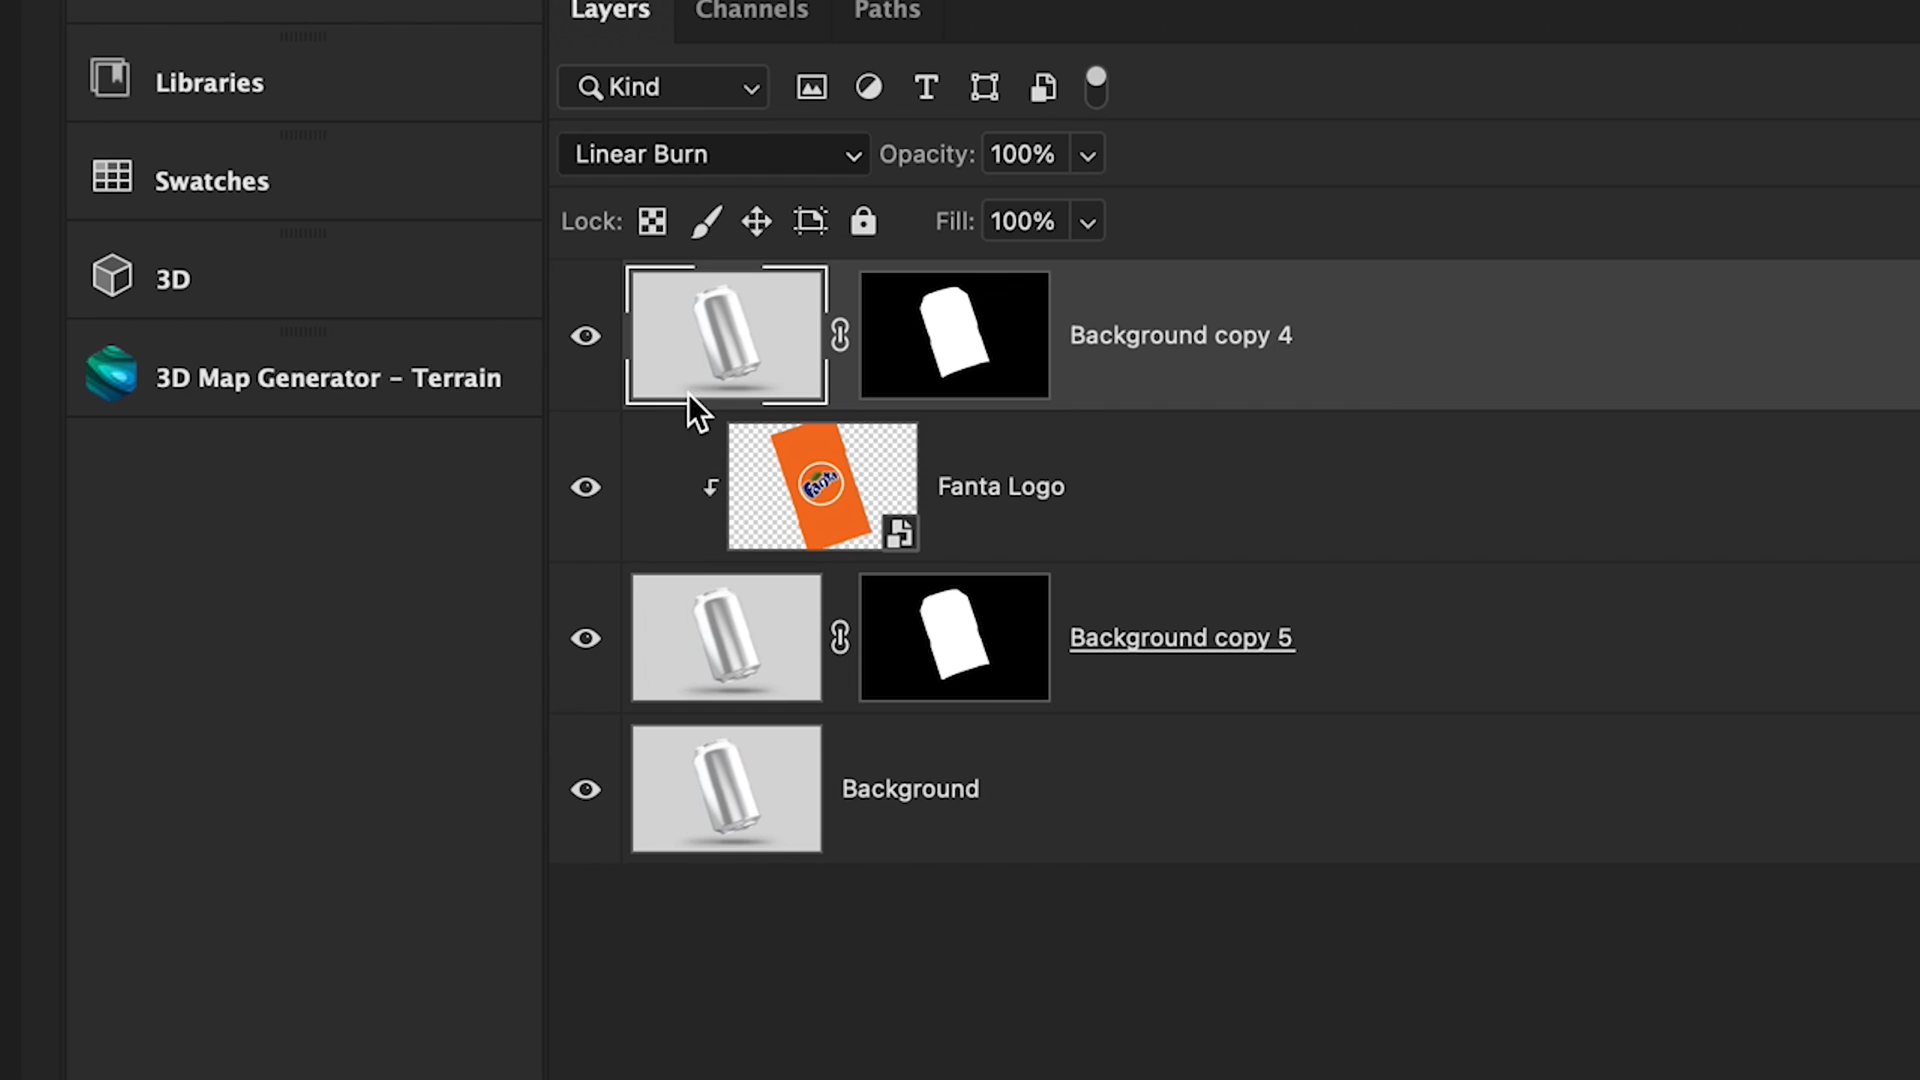 Layers Channels Paths
Libraries
Kind
Linear Burn Opacity: 100%
Swatches
Lock: Fill: 100%
3D
Background copy 4
3D Map Generator – Terrain
Fanta
Fanta Logo
Background copy 5
Background